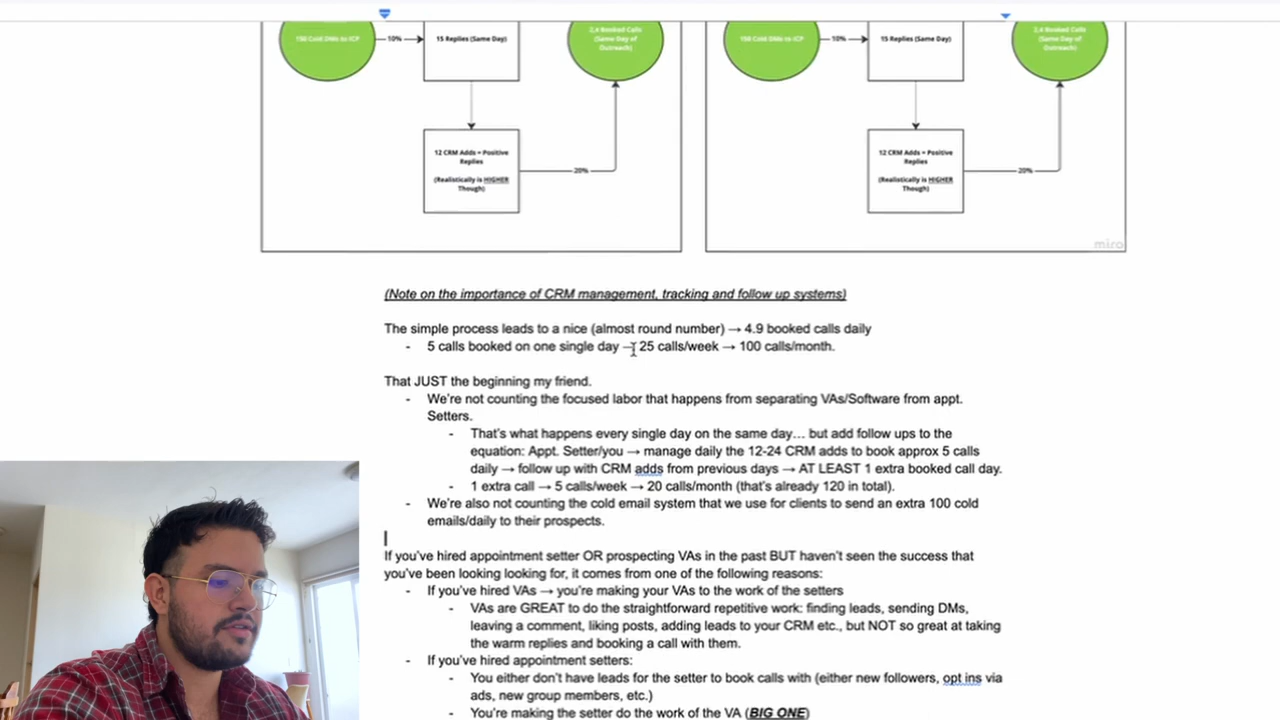 150 Cold DMs to ICP
10%
15 Replies (Same Day)
2,4 Booked Calls
(Same Day of
Outreach)
12 CRM Adds = Positive
Replies
(Realistically is HIGHER
Though)
20%
150 Cold DMs to ICP
10%
15 Replies (Same Day)
2,4 Booked Calls
(Same Day of
Outreach)
12 CRM Adds = Positive
Replies
(Realistically is HIGHER
Though)
20%
miro
(Note on the importance of CRM management, tracking and follow up systems)
The simple process leads to a nice (almost round number) → 4.9 booked calls daily
- 5 calls booked on one single day → 25 calls/week → 100 calls/month.
That JUST the beginning my friend.
- We're not counting the focused labor that happens from separating VAs/Software from appt.
Setters.
- That's what happens every single day on the same day… but add follow ups to the
equation: Appt. Setter/you → manage daily the 12-24 CRM adds to book approx 5 calls
daily → follow up with CRM adds from previous days → AT LEAST 1 extra booked call day.
- 1 extra call → 5 calls/week → 20 calls/month (that's already 120 in total).
- We're also not counting the cold email system that we use for clients to send an extra 100 cold
emails/daily to their prospects.
If you've hired appointment setter OR prospecting VAs in the past BUT haven't seen the success that
you've been looking looking for, it comes from one of the following reasons:
- If you've hired VAs → you're making your VAs to the work of the setters
- VAs are GREAT to do the straightforward repetitive work: finding leads, sending DMs,
leaving a comment, liking posts, adding leads to your CRM etc., but NOT so great at taking
the warm replies and booking a call with them.
- If you've hired appointment setters:
- You either don't have leads for the setter to book calls with (either new followers, opt ins via
ads, new group members, etc.)
- You're making the setter do the work of the VA (BIG ONE)